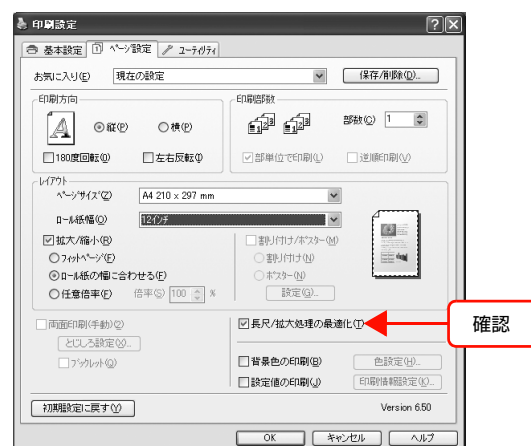 印刷設定
基本設定 ページ設定 ユーティリティ
お気に入り(E) 現在の設定 保存/削除(D)...
印刷方向
縦(P) 横(P)
180度回転(0) 左右反転(I)
印刷部数
部数(C) 1
部単位で印刷(L) 逆順印刷(V)
レイアウト
ページサイズ(Z) A4 210 x 297 mm
ロール紙幅(O) 12インチ
拡大/縮小(R)
フィットページ(F)
ロール紙の幅に合わせる(F)
任意倍率(F) 倍率(S) 100 %
割り付け/ポスター(M)
割り付け(N)
ポスター(N)
設定(G)...
両面印刷(手動)(2)
とじしろ設定(X)...
ブックレット(Q)
長尺/拡大処理の最適化(T)
確認
背景色の印刷(B) 色設定(H)...
設定値の印刷(J) 印刷情報設定(K)...
初期設定に戻す(Y) Version 6.50
OK キャンセル ヘルプ